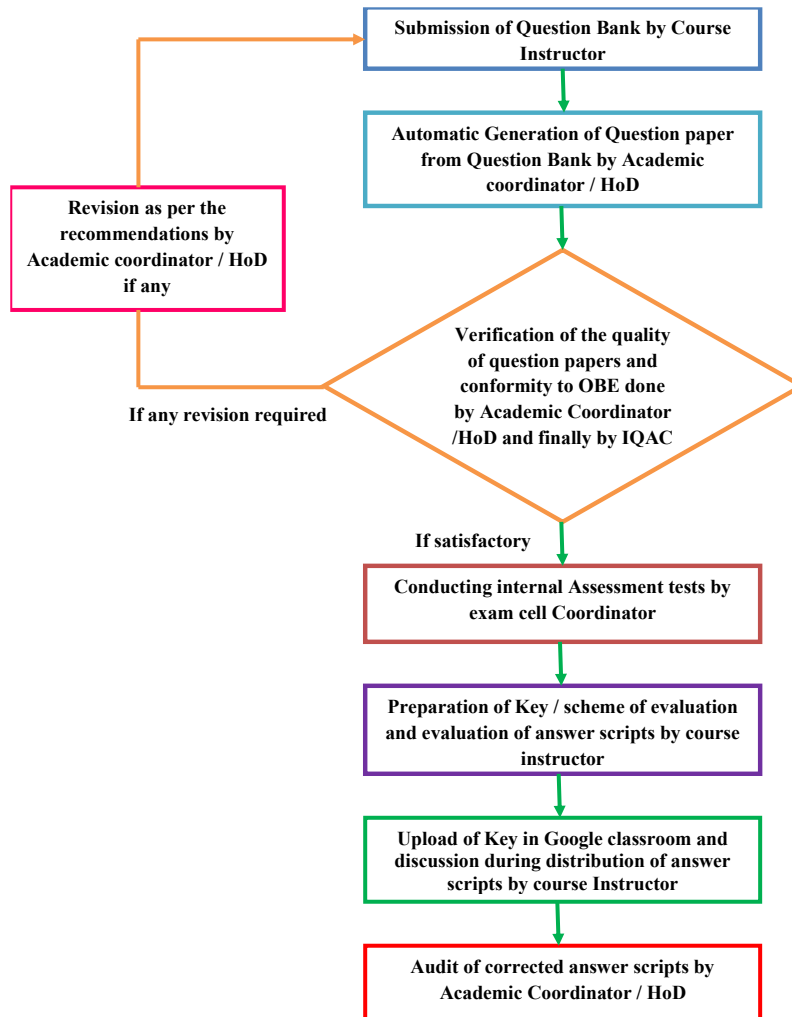 Submission of Question Bank by Course
Instructor
Automatic Generation of Question paper
from Question Bank by Academic
coordinator / HoD
Revision as per the
recommendations by
Academic coordinator / HoD
if any
Verification of the quality
of question papers and
conformity to OBE done
by Academic Coordinator
/HoD and finally by IQAC
If any revision required
If satisfactory
Conducting internal Assessment tests by
exam cell Coordinator
Preparation of Key / scheme of evaluation
and evaluation of answer scripts by course
instructor
Upload of Key in Google classroom and
discussion during distribution of answer
scripts by course Instructor
Audit of corrected answer scripts by
Academic Coordinator / HoD